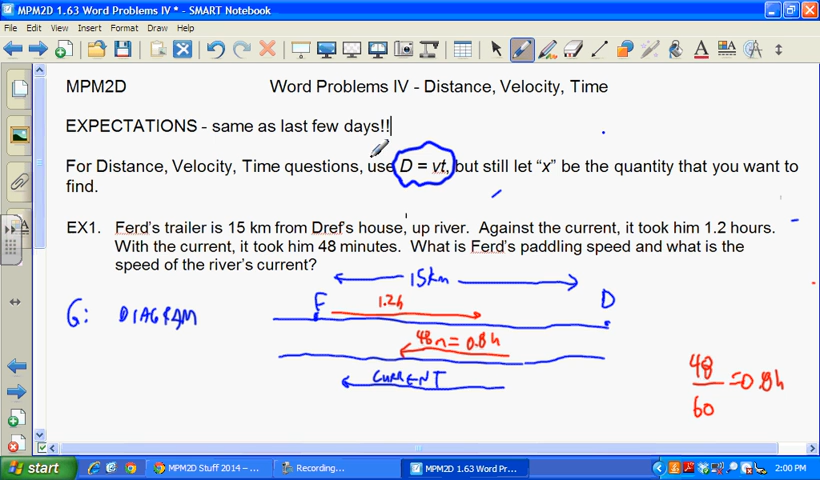 MPM2D 1.63 Word Problems IV * - SMART Notebook
File Edit View Insert Format Draw Help
MPM2D Word Problems IV - Distance, Velocity, Time
EXPECTATIONS - same as last few days!!
For Distance, Velocity, Time questions, use D = vt, but still let “x” be the quantity that you want to
find.
EX1. Ferd's trailer is 15 km from Dref's house, up river. Against the current, it took him 1.2 hours.
With the current, it took him 48 minutes. What is Ferd's paddling speed and what is the
speed of the river's current?
15km
F 1.2h D
G: DIAGRAM
48m = 0.8h
CURRENT
48
60
=0.8h
start MPM2D Stuff 2014 – ... Recording... MPM2D 1.63 Word Pr... 2:00 PM